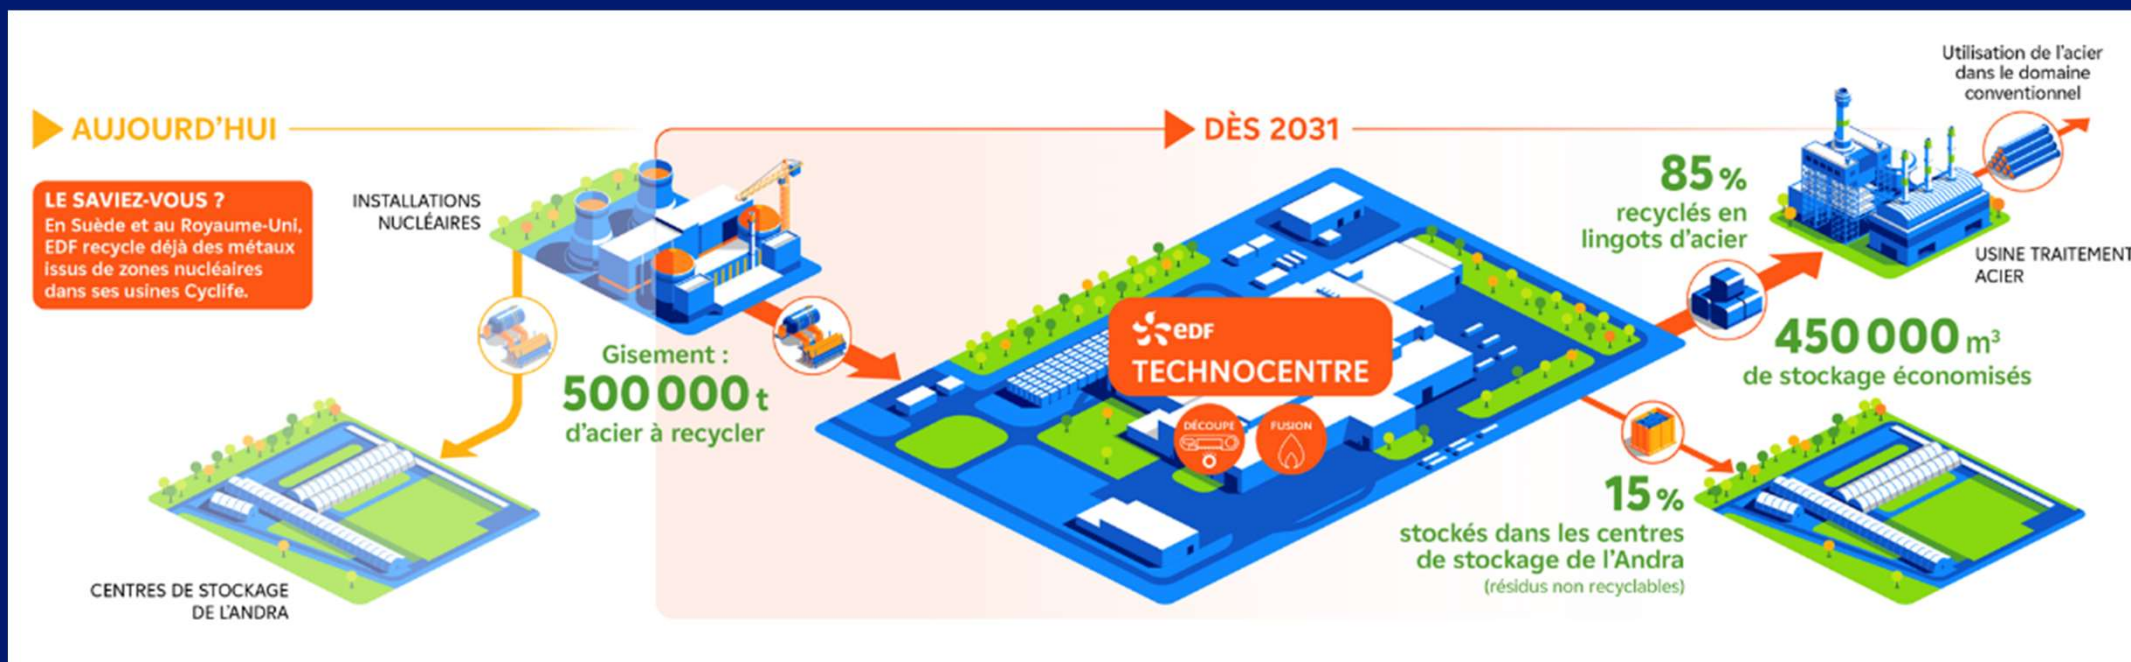 AUJOURD'HUI
LE SAVIEZ-VOUS ?
En Suède et au Royaume-Uni,
EDF recycle déjà des métaux
issus de zones nucléaires
dans ses usines Cyclife.
INSTALLATIONS
NUCLÉAIRES
CENTRES DE STOCKAGE
DE L'ANDRA
Gisement :
500 000 t
d'acier à recycler
DÈS 2031
eDF
TECHNOCENTRE
DÉCOUPE
FUSION
85 %
recyclés en
lingots d'acier
Utilisation de l'acier
dans le domaine
conventionnel
USINE TRAITEMENT
ACIER
450 000 m³
de stockage économisés
15 %
stockés dans les centres
de stockage de l'Andra
(résidus non recyclables)